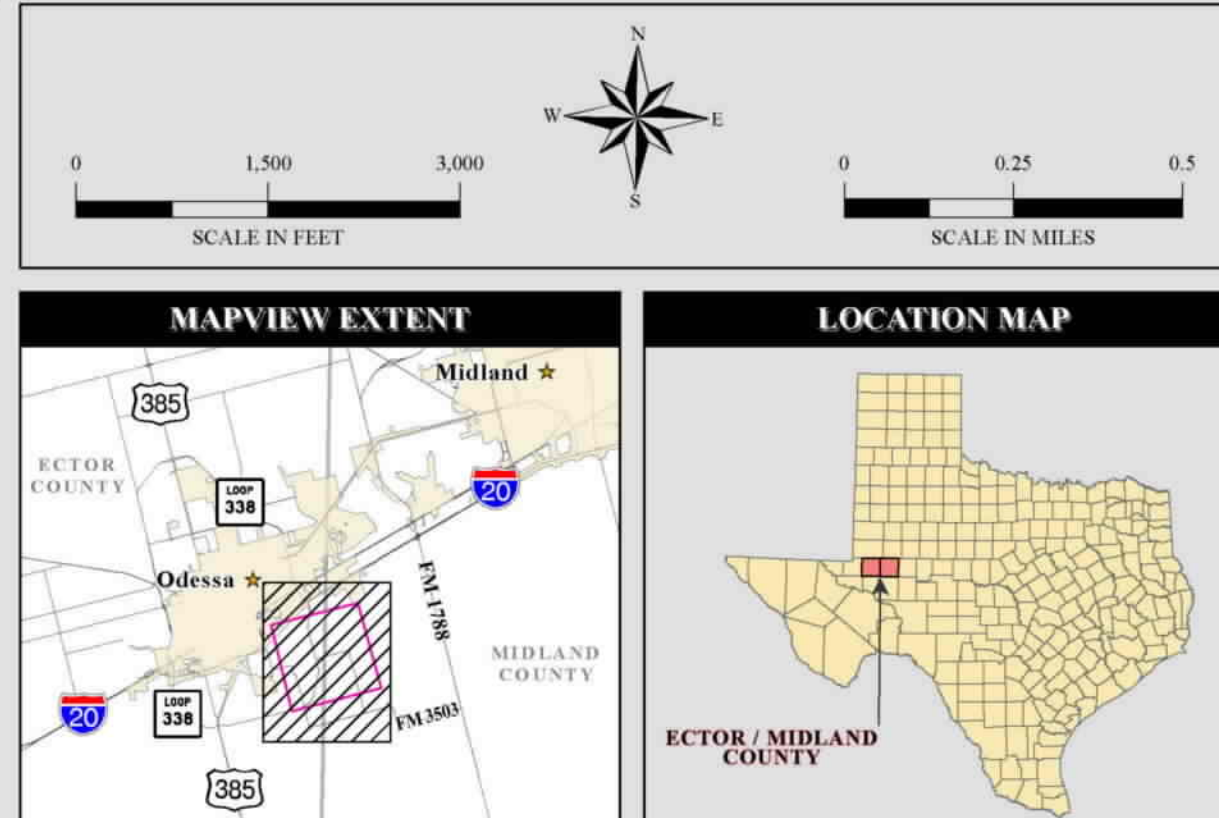 N
W E
S
0 1,500 3,000
SCALE IN FEET
0 0.25 0.5
SCALE IN MILES
MAPVIEW EXTENT
Midland
385
ECTOR
COUNTY
LOOP
338
20
Odessa
FM 1788
MIDLAND
COUNTY
20
LOOP
338
FM 3503
385
LOCATION MAP
ECTOR / MIDLAND
COUNTY